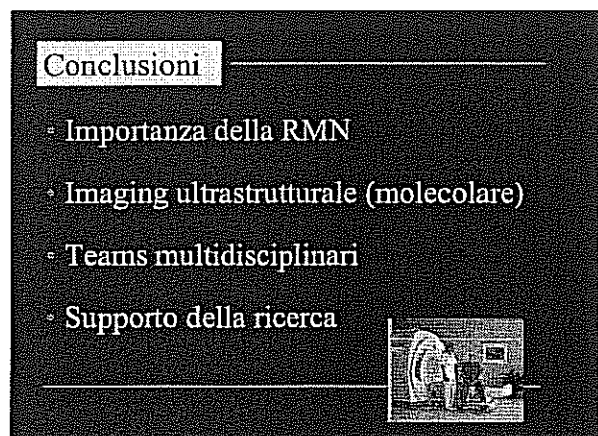 Conclusioni
Importanza della RMN
Imaging ultrastrutturale (molecolare)
Teams multidisciplinari
Supporto della ricerca